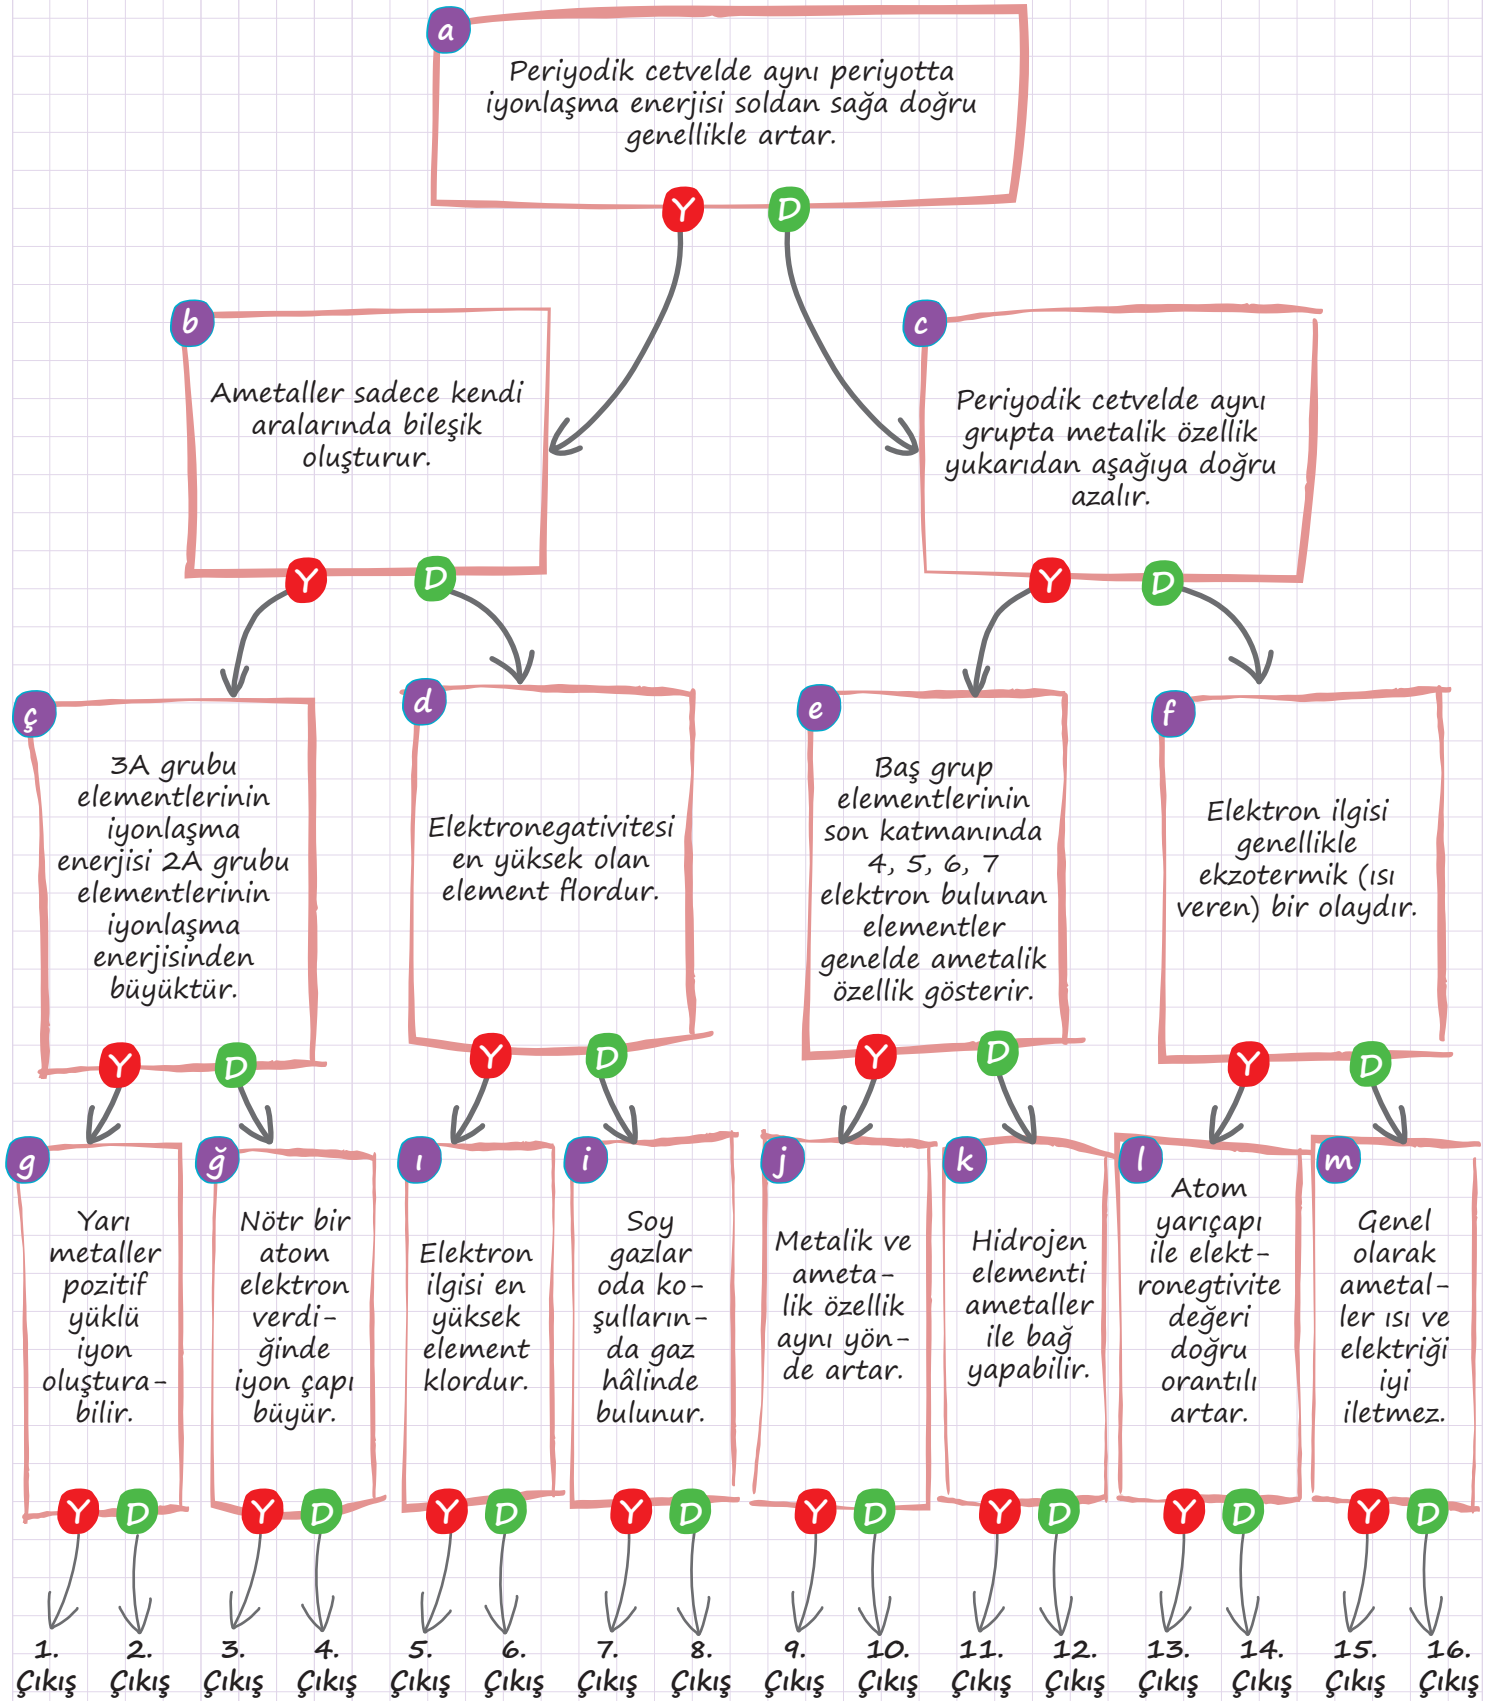 a
Periyodik cetvelde aynı periyotta
iyonlaşma enerjisi soldan sağa doğru
genellikle artar.
Y D
b
Ametaller sadece kendi
aralarında bileşik
oluşturur.
Y D
c
Periyodik cetvelde aynı
grupta metalik özellik
yukarıdan aşağıya doğru
azalır.
Y D
ç
3A grubu
elementlerinin
iyonlaşma
enerjisi 2A grubu
elementlerinin
iyonlaşma
enerjisinden
büyüktür.
Y D
d
Elektronegativitesi
en yüksek olan
element flordur.
Y D
e
Baş grup
elementlerinin
son katmanında
4, 5, 6, 7
elektron bulunan
elementler
genelde ametalik
özellik gösterir.
Y D
f
Elektron ilgisi
genellikle
ekzotermik (ısı
veren) bir olaydır.
Y D
g
Yarı
metaller
pozitif
yüklü
iyon
oluştura-
bilir.
Y D
ğ
Nötr bir
atom
elektron
verdi-
ğinde
iyon çapı
büyür.
Y D
ı
Elektron
ilgisi en
yüksek
element
klordur.
Y D
i
Soy
gazlar
oda ko-
şulların-
da gaz
hâlinde
bulunur.
Y D
j
Metalik ve
ameta-
lik özellik
aynı yön-
de artar.
Y D
k
Hidrojen
elementi
ametaller
ile bağ
yapabilir.
Y D
l
Atom
yarıçapı
ile elekt-
ronegtivite
değeri
doğru
orantılı
artar.
Y D
m
Genel
olarak
ametal-
ler ısı ve
elektriği
iyi
iletmez.
Y D
1. 2. 3. 4. 5. 6. 7. 8. 9. 10. 11. 12. 13. 14. 15. 16.
Çıkış Çıkış Çıkış Çıkış Çıkış Çıkış Çıkış Çıkış Çıkış Çıkış Çıkış Çıkış Çıkış Çıkış Çıkış Çıkış